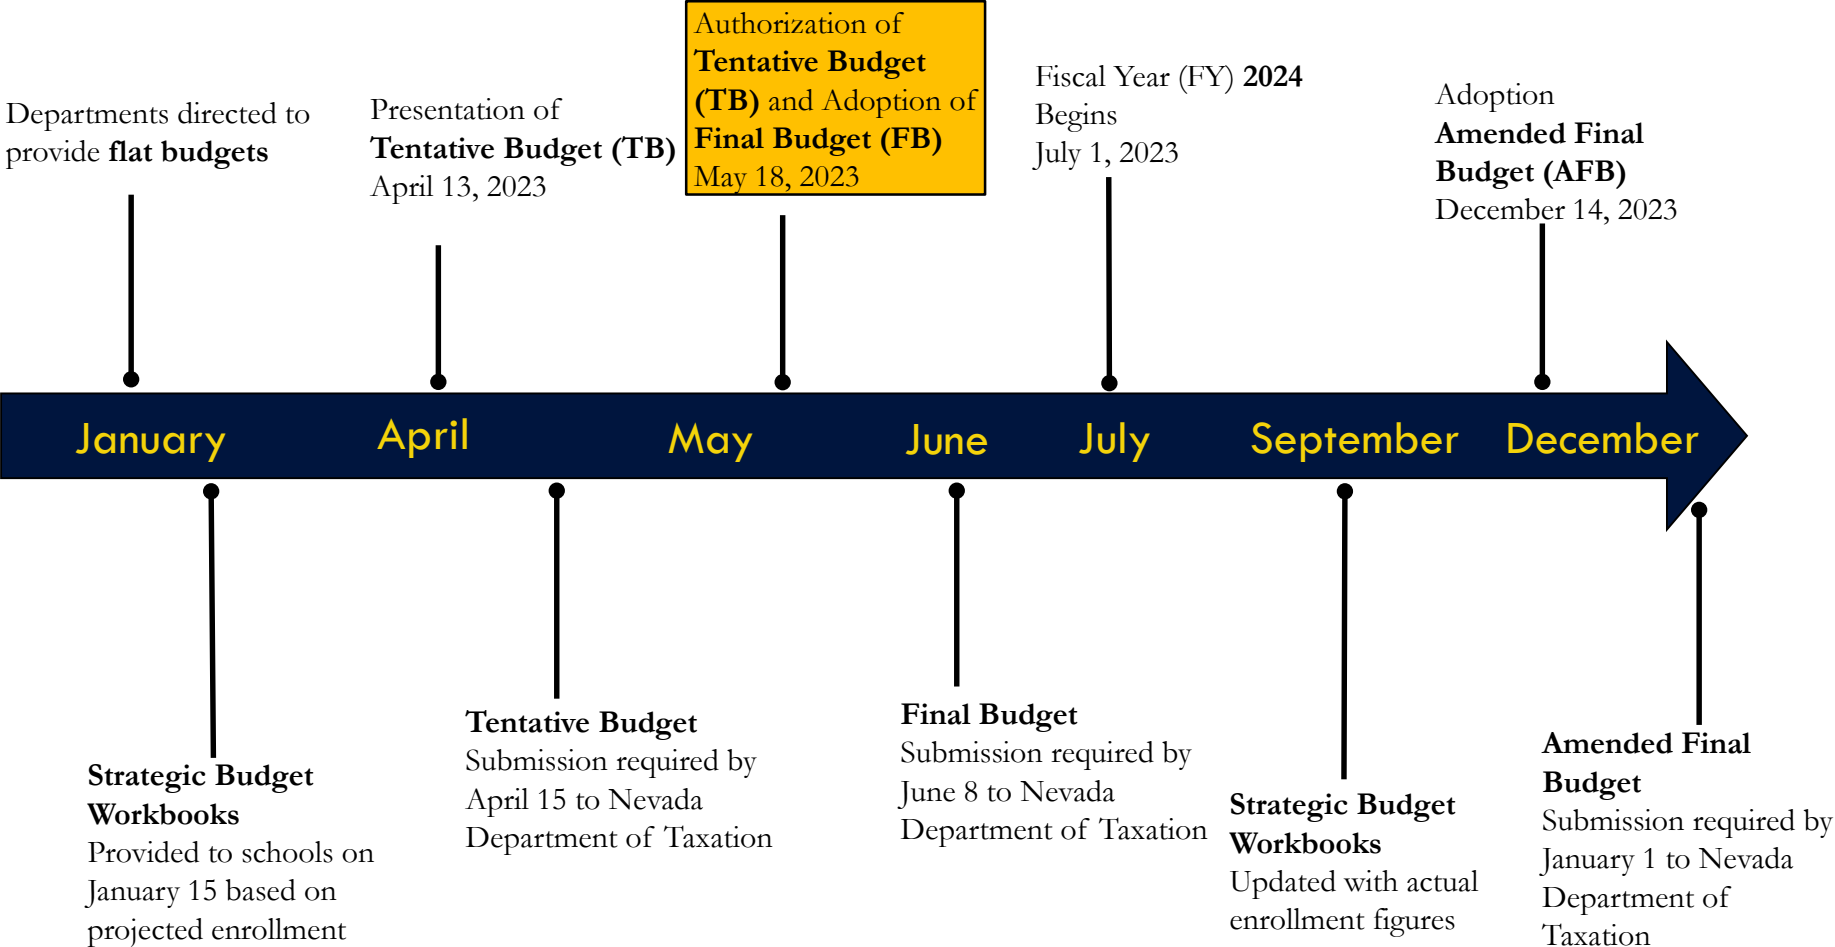 Departments directed to
provide flat budgets
Presentation of
Tentative Budget (TB)
April 13, 2023
Authorization of
Tentative Budget
(TB) and Adoption of
Final Budget (FB)
May 18, 2023
Fiscal Year (FY) 2024
Begins
July 1, 2023
Adoption
Amended Final
Budget (AFB)
December 14, 2023
January
April
May
June
July
September
December
Strategic Budget
Workbooks
Provided to schools on
January 15 based on
projected enrollment
Tentative Budget
Submission required by
April 15 to Nevada
Department of Taxation
Final Budget
Submission required by
June 8 to Nevada
Department of Taxation
Strategic Budget
Workbooks
Updated with actual
enrollment figures
Amended Final
Budget
Submission required by
January 1 to Nevada
Department of
Taxation